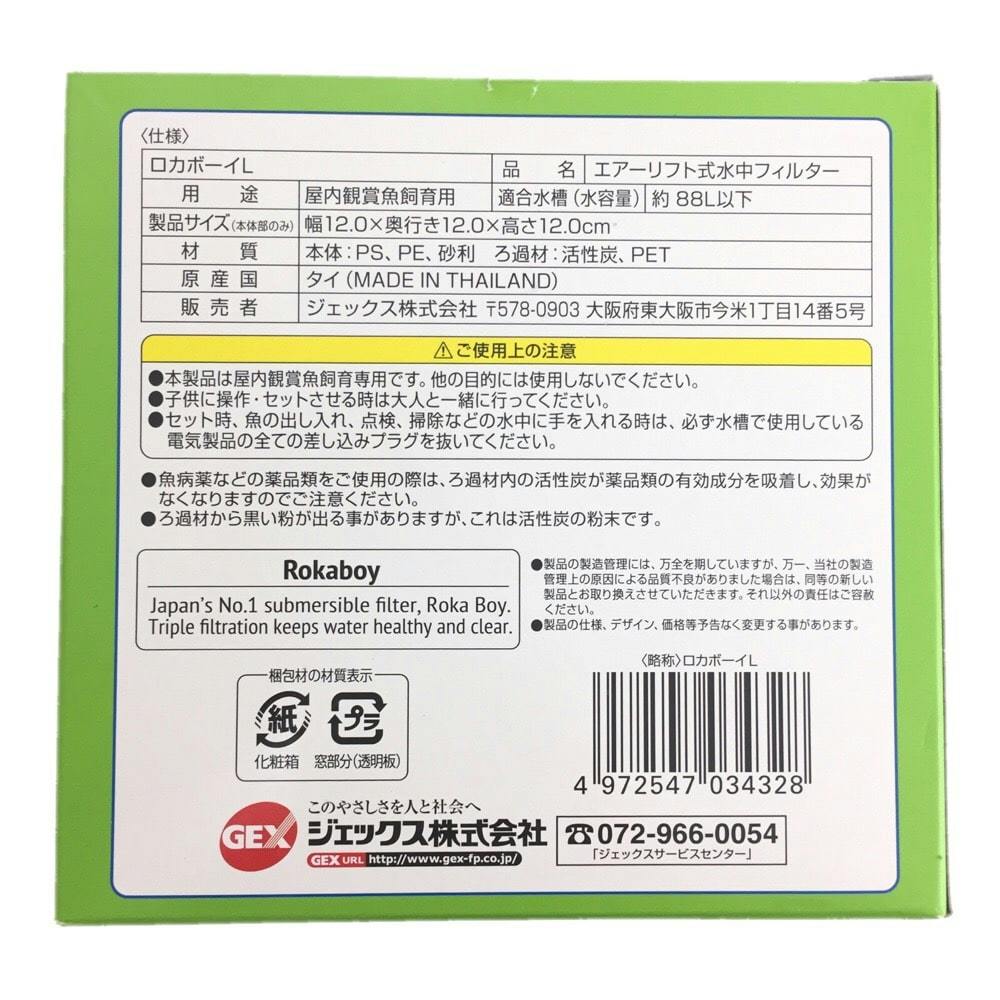 〈仕様〉
ロカボーイL 品名 エアーリフト式水中フィルター
用途 屋内観賞魚飼育用 適合水槽(水容量) 約 88L以下
製品サイズ(本体部のみ) 幅12.0×奥行き12.0×高さ12.0cm
材質 本体:PS、PE、砂利 ろ過材:活性炭、PET
原産国 タイ(MADE IN THAILAND)
販売者 ジェックス株式会社 〒578-0903 大阪府東大阪市今米1丁目14番5号
⚠ご使用上の注意
●本製品は屋内観賞魚飼育専用です。他の目的には使用しないでください。
●子供に操作・セットさせる時は大人と一緒に行ってください。
●セット時、魚の出し入れ、点検、掃除などの水中に手を入れる時は、必ず水槽で使用している
電気製品の全ての差し込みプラグを抜いてください。
●魚病薬などの薬品類をご使用の際は、ろ過材内の活性炭が薬品類の有効成分を吸着し、効果が
なくなりますのでご注意ください。
●ろ過材から黒い粉が出る事がありますが、これは活性炭の粉末です。
Rokaboy
Japan's No.1 submersible filter, Roka Boy.
Triple filtration keeps water healthy and clear.
●製品の製造管理には、万全を期していますが、万一、当社の製造
管理上の原因による品質不良がありました場合は、同等の新しい
製品とお取り換えさせていただきます。それ以外の責任はご容赦
ください。
●製品の仕様、デザイン、価格等予告なく変更する事があります。
梱包材の材質表示
紙 プラ
化粧箱 窓部分(透明板)
〈略称〉ロカボーイL
4 972547 034328
このやさしさを人と社会へ
GEX ジェックス株式会社
GEX URL http://www.gex-fp.co.jp/
☎072-966-0054
「ジェックスサービスセンター」